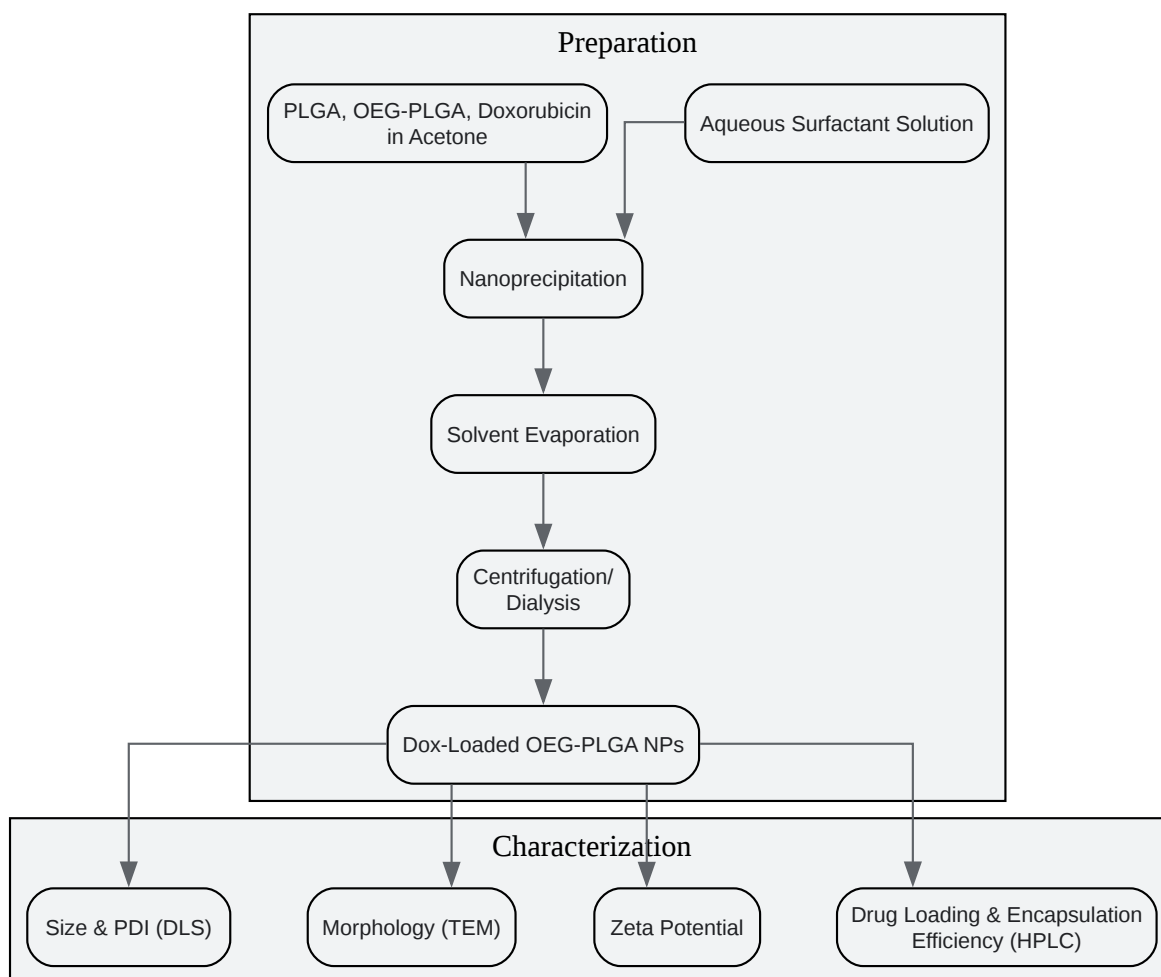 Preparation
PLGA, OEG-PLGA, Doxorubicin
in Acetone
Aqueous Surfactant Solution
Nanoprecipitation
Solvent Evaporation
Centrifugation/
Dialysis
Dox-Loaded OEG-PLGA NPs
Characterization
Size & PDI (DLS)
Morphology (TEM)
Zeta Potential
Drug Loading & Encapsulation
Efficiency (HPLC)